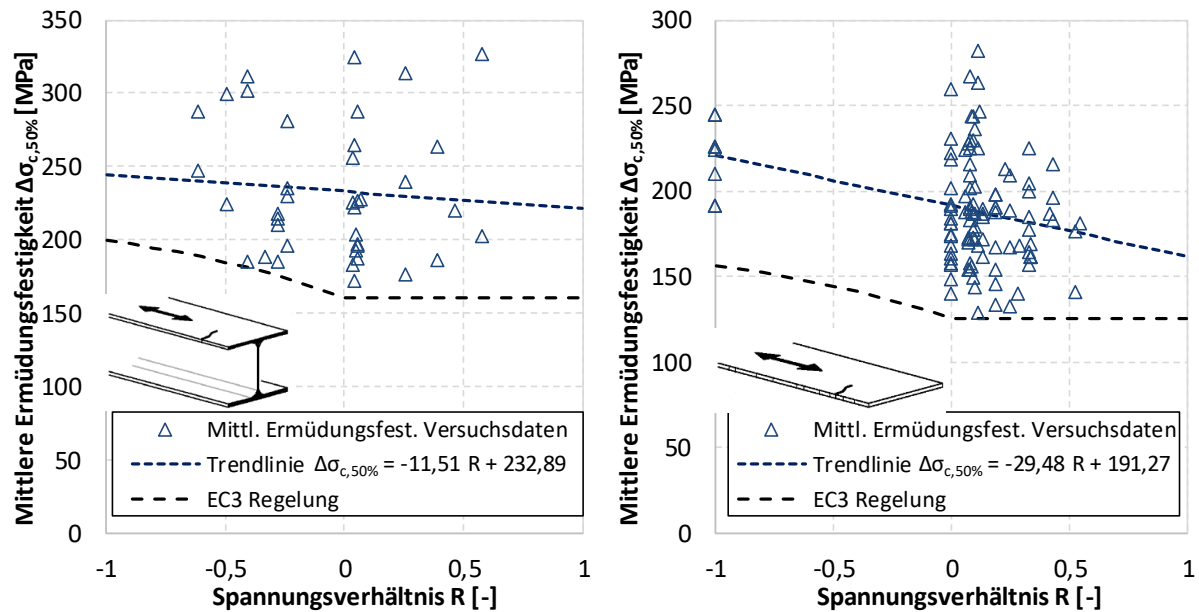 Mittlere Ermüdungsfestigkeit Δσc,50% [MPa]
350
300
250
200
150
100
50
0
Mittl. Ermüdungsfest. Versuchsdaten
Trendlinie Δσc,50% = -11,51 R + 232,89
EC3 Regelung
-1
-0,5
0
0,5
1
Spannungsverhältnis R [-]
Mittlere Ermüdungsfestigkeit Δσc,50% [MPa]
300
250
200
150
100
50
0
Mittl. Ermüdungsfest. Versuchsdaten
Trendlinie Δσc,50% = -29,48 R + 191,27
EC3 Regelung
-1
-0,5
0
0,5
1
Spannungsverhältnis R [-]